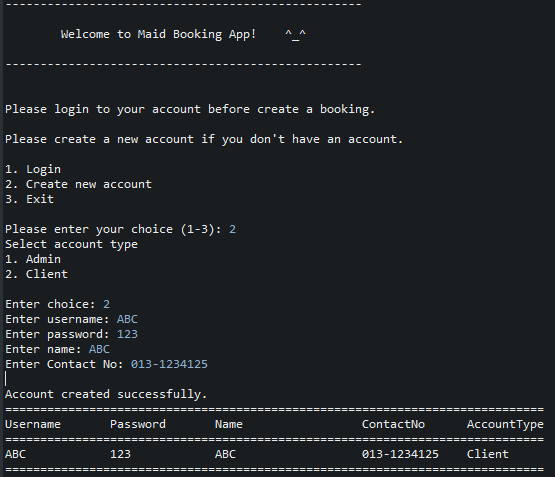 ---------------------------------------------------
Welcome to Maid Booking App!    ^_^
---------------------------------------------------
Please login to your account before create a booking.
Please create a new account if you don't have an account.
1. Login
2. Create new account
3. Exit
Please enter your choice (1-3): 2
Select account type
1. Admin
2. Client
Enter choice: 2
Enter username: ABC
Enter password: 123
Enter name: ABC
Enter Contact No: 013-1234125
Account created successfully.
=============================================================================
Username       Password       Name                 ContactNo      AccountType
=============================================================================
ABC            123            ABC                  013-1234125    Client
=============================================================================